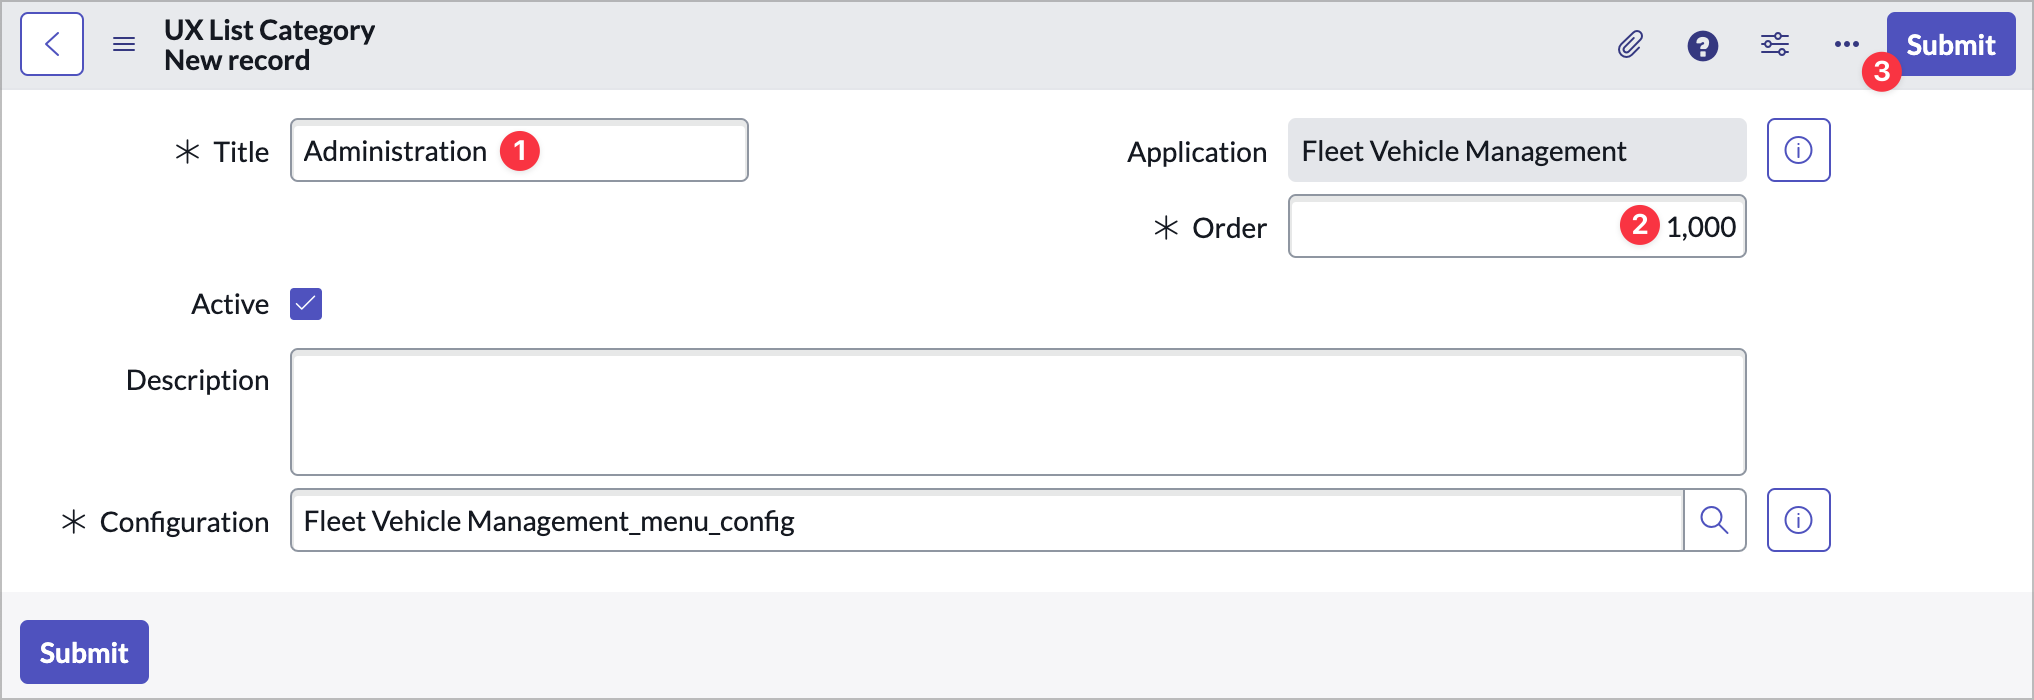 UX List Category
New record
Submit
3
* Title
Administration 1
Application
Fleet Vehicle Management
* Order
2 1,000
Active
Description
* Configuration
Fleet Vehicle Management_menu_config
Submit